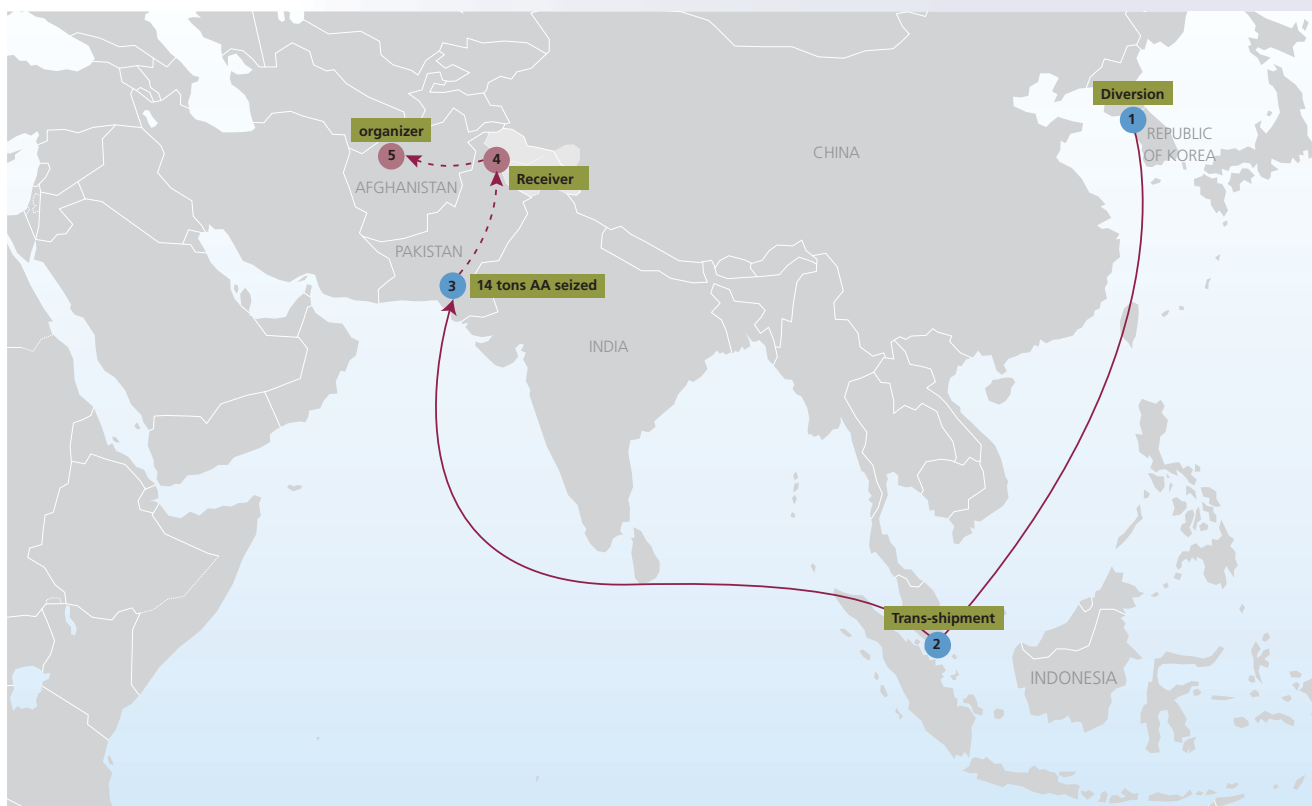 Diversion
1
REPUBLIC
OF KOREA
CHINA
organizer
5
4
Receiver
AFGHANISTAN
PAKISTAN
3
14 tons AA seized
INDIA
Trans-shipment
2
INDONESIA